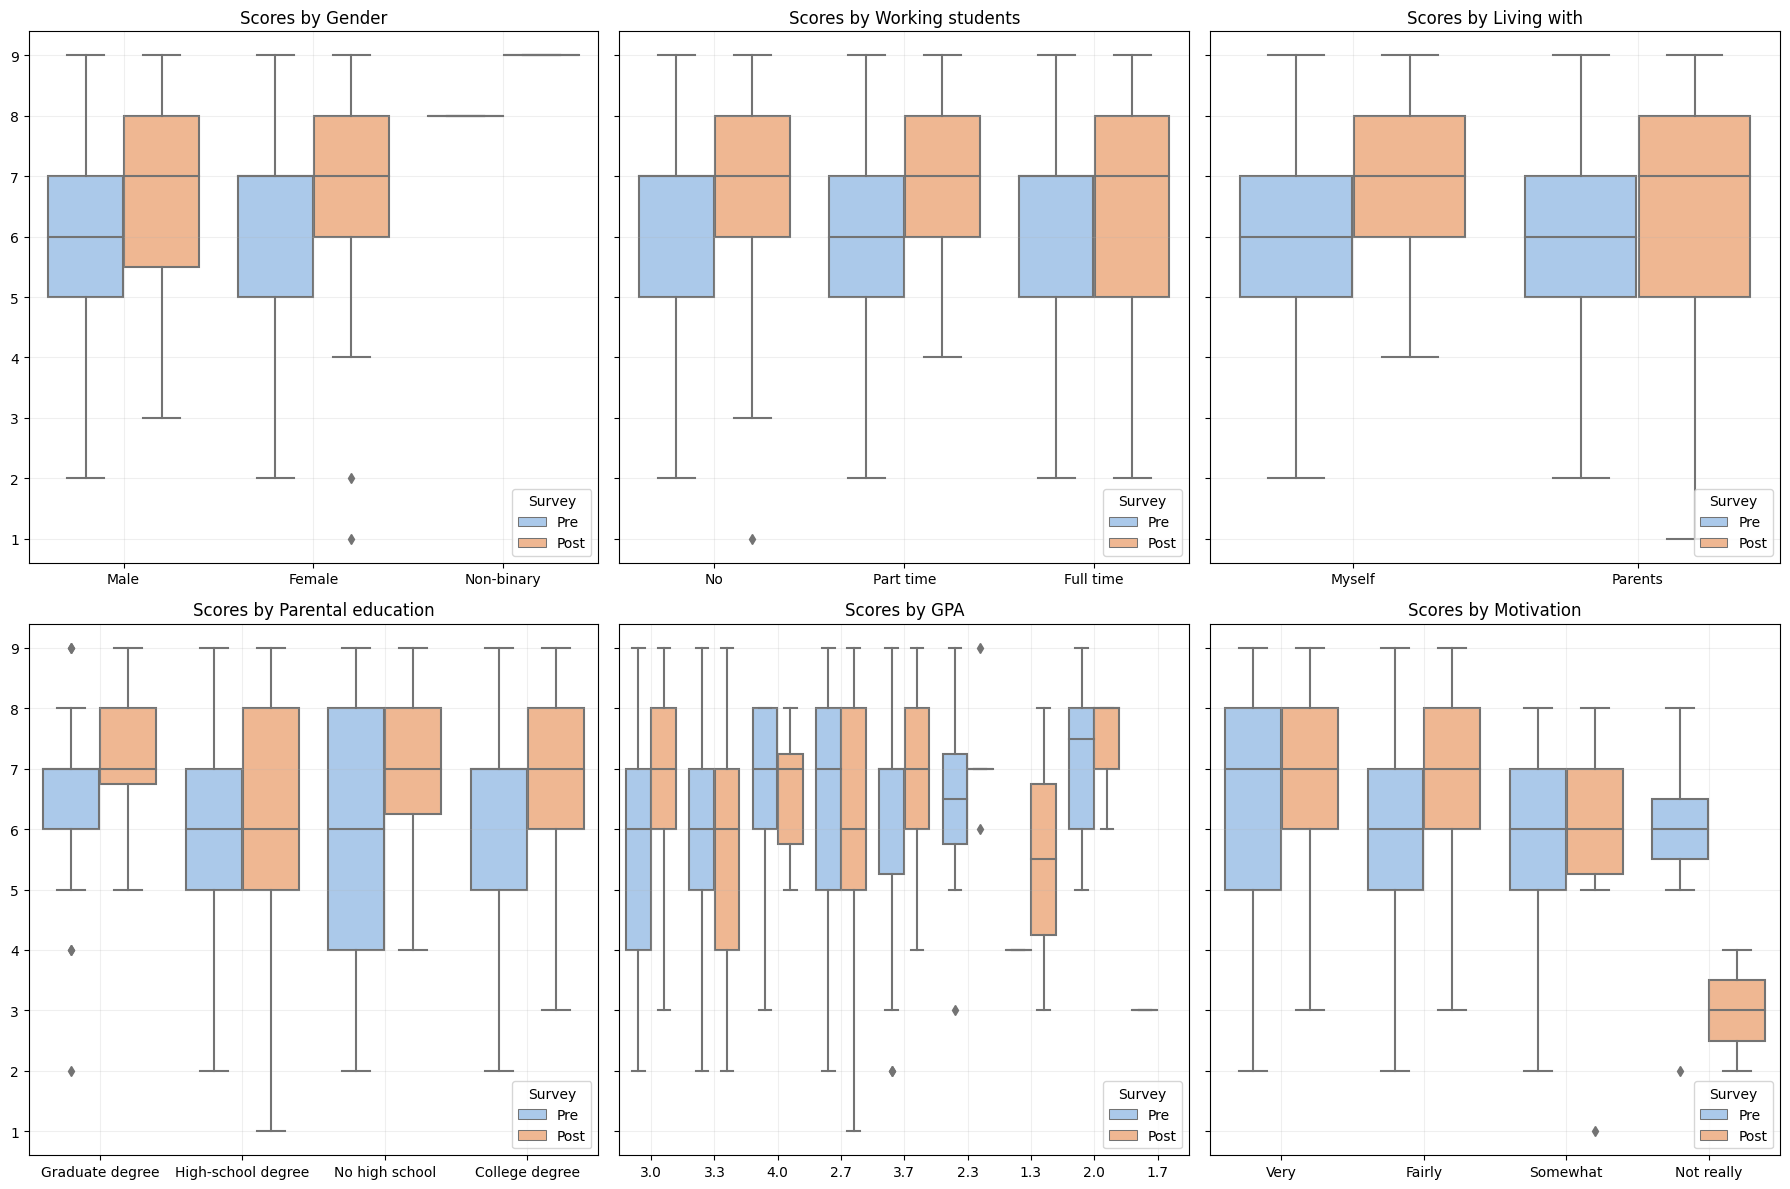 Scores by Gender
Scores by Working students
Scores by Living with
9
8
7
6
5
4
3
2
1
Survey
Pre
Post
Survey
Pre
Post
Survey
Pre
Post
Male Female Non-binary
No Part time Full time
Myself Parents
Scores by Parental education
Scores by GPA
Scores by Motivation
9
8
7
6
5
4
3
2
1
Survey
Pre
Post
Survey
Pre
Post
Survey
Pre
Post
Graduate degree High-school degree No high school College degree
3.0 3.3 4.0 2.7 3.7 2.3 1.3 2.0 1.7
Very Fairly Somewhat Not really